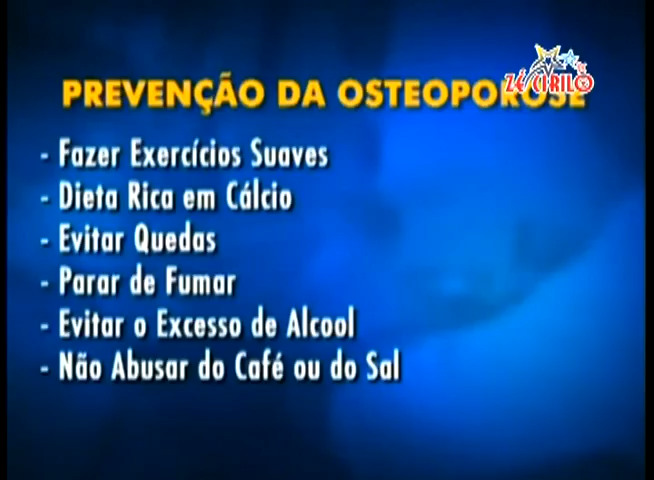 ZÉ CIRILO
PREVENÇÃO DA OSTEOPOROSE
- Fazer Exercícios Suaves
- Dieta Rica em Cálcio
- Evitar Quedas
- Parar de Fumar
- Evitar o Excesso de Alcool
- Não Abusar do Café ou do Sal